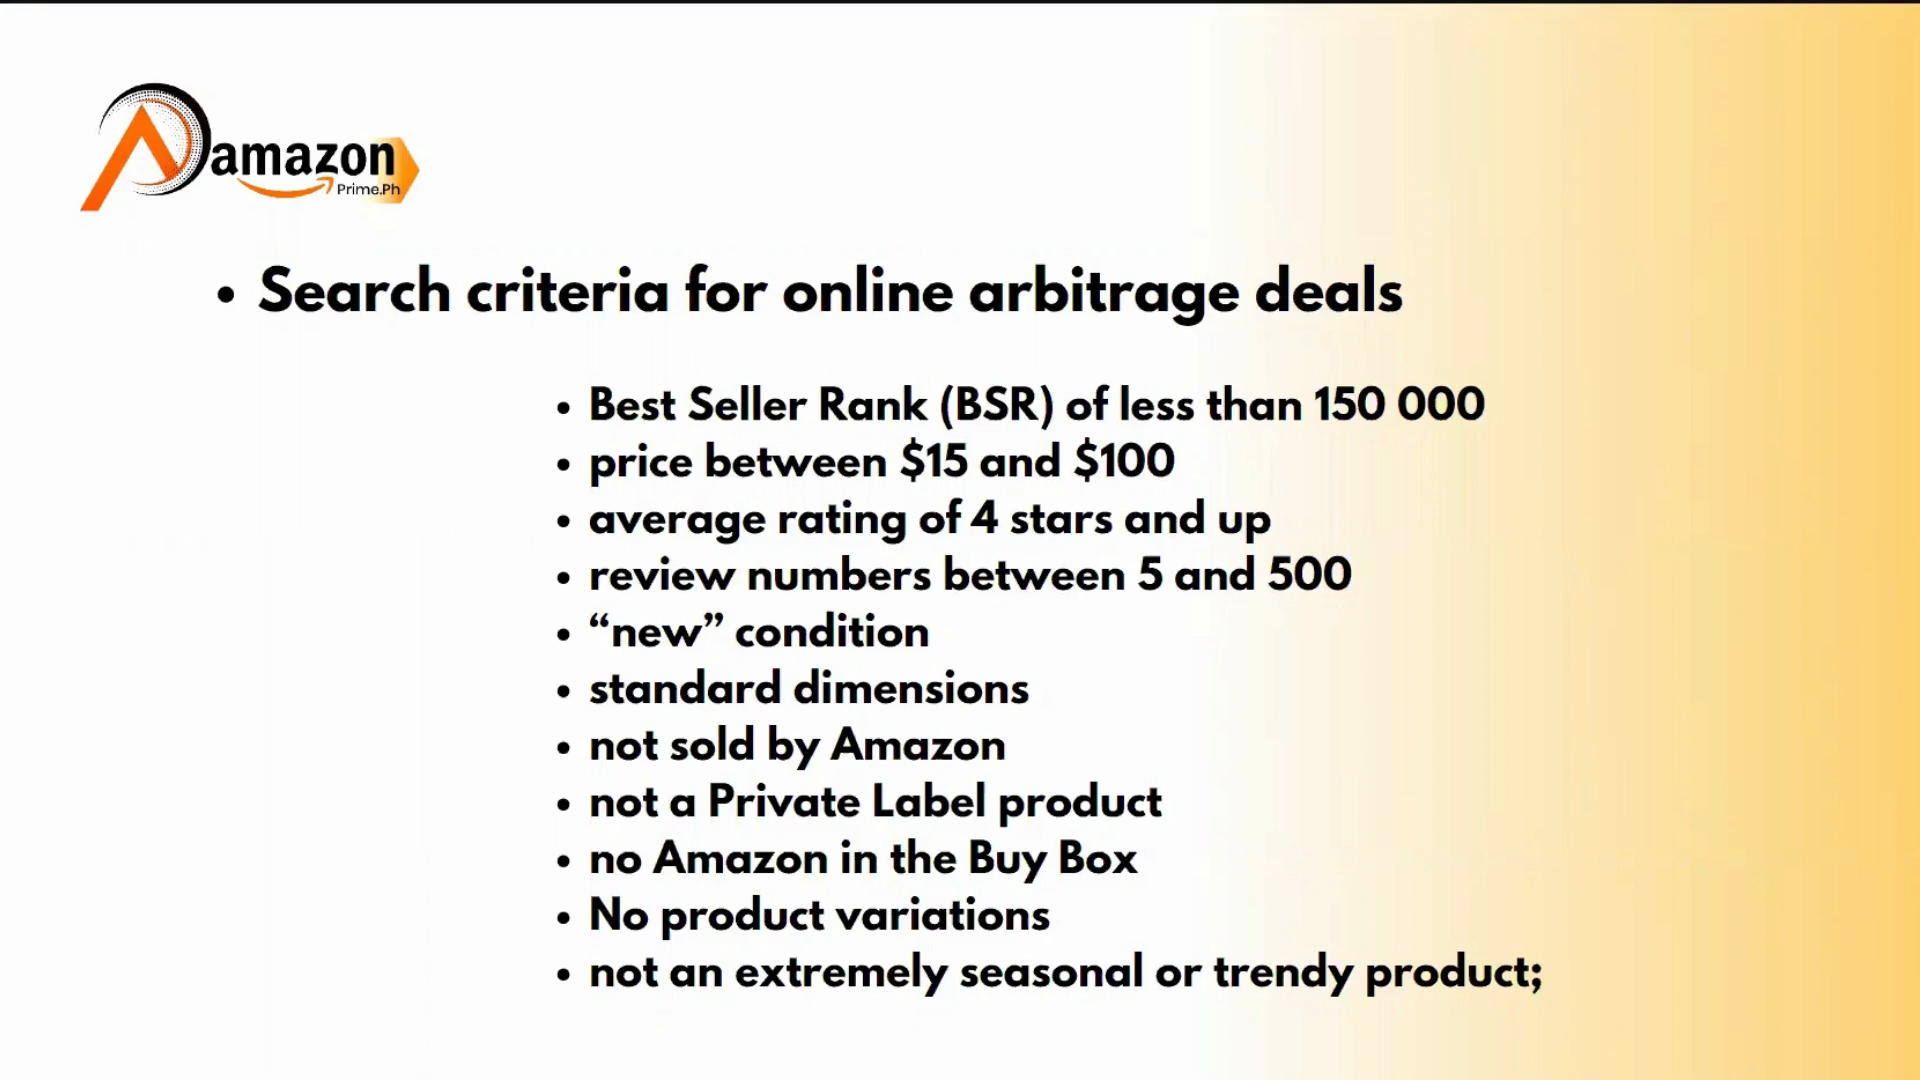 amazon
Prime.Ph
• Search criteria for online arbitrage deals
• Best Seller Rank (BSR) of less than 150 000
• price between $15 and $100
• average rating of 4 stars and up
• review numbers between 5 and 500
• “new” condition
• standard dimensions
• not sold by Amazon
• not a Private Label product
• no Amazon in the Buy Box
• No product variations
• not an extremely seasonal or trendy product;